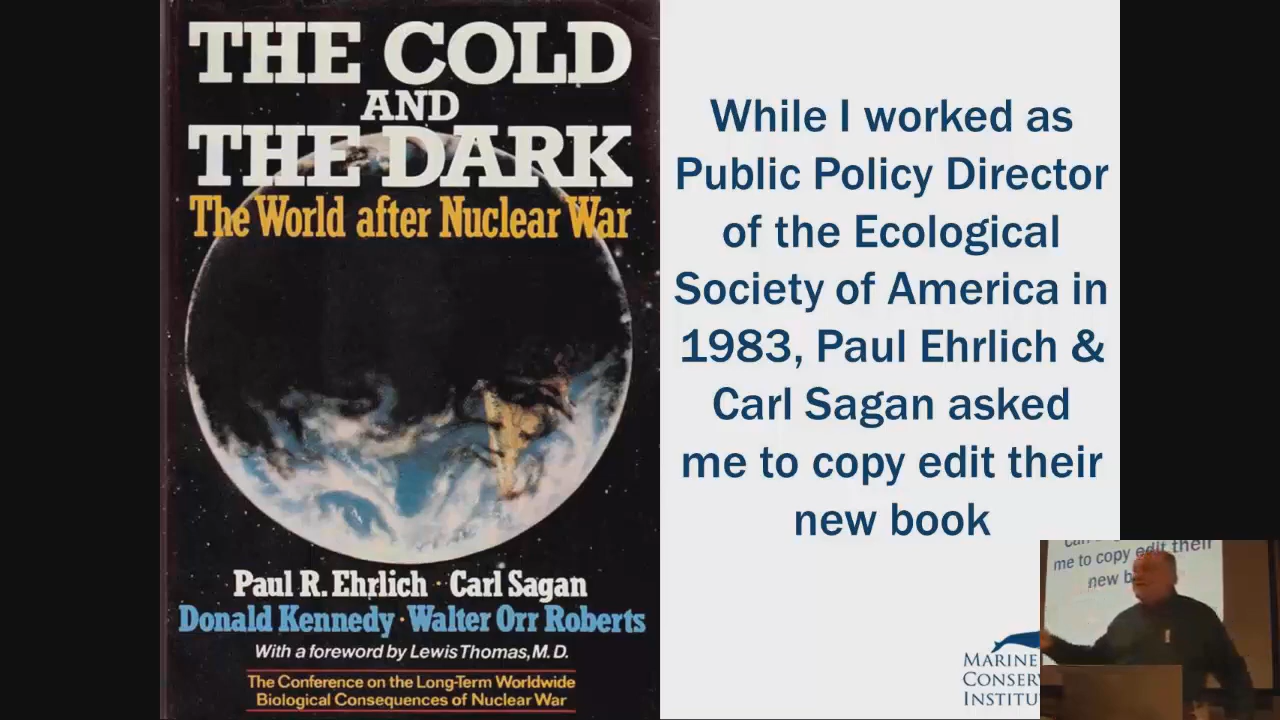 THE COLD
AND
THE DARK
The World after Nuclear War
Paul R. Ehrlich · Carl Sagan
Donald Kennedy · Walter Orr Roberts
With a foreword by Lewis Thomas, M.D.
The Conference on the Long-Term Worldwide
Biological Consequences of Nuclear War
While I worked as
Public Policy Director
of the Ecological
Society of America in
1983, Paul Ehrlich &
Carl Sagan asked
me to copy edit their
new book
MARINE
me to copy edit their
new